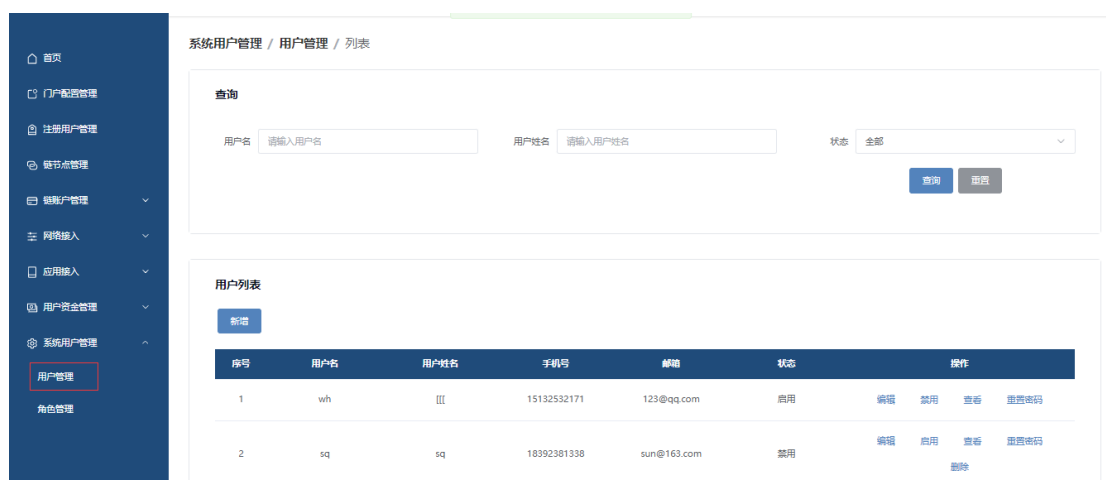 首页
门户配置管理
注册用户管理
链节点管理
链账户管理
网络接入
应用接入
用户资金管理
系统用户管理
用户管理
角色管理
系统用户管理 / 用户管理 / 列表
查询
用户名 请输入用户名 用户姓名 请输入用户姓名 状态 全部
查询 重置
用户列表
新增
序号 用户名 用户姓名 手机号 邮箱 状态 操作
1 wh [[[ 15132532171 123@qq.com 启用 编辑 禁用 查看 重置密码
2 sq sq 18392381338 sun@163.com 禁用 编辑 启用 查看 重置密码
删除